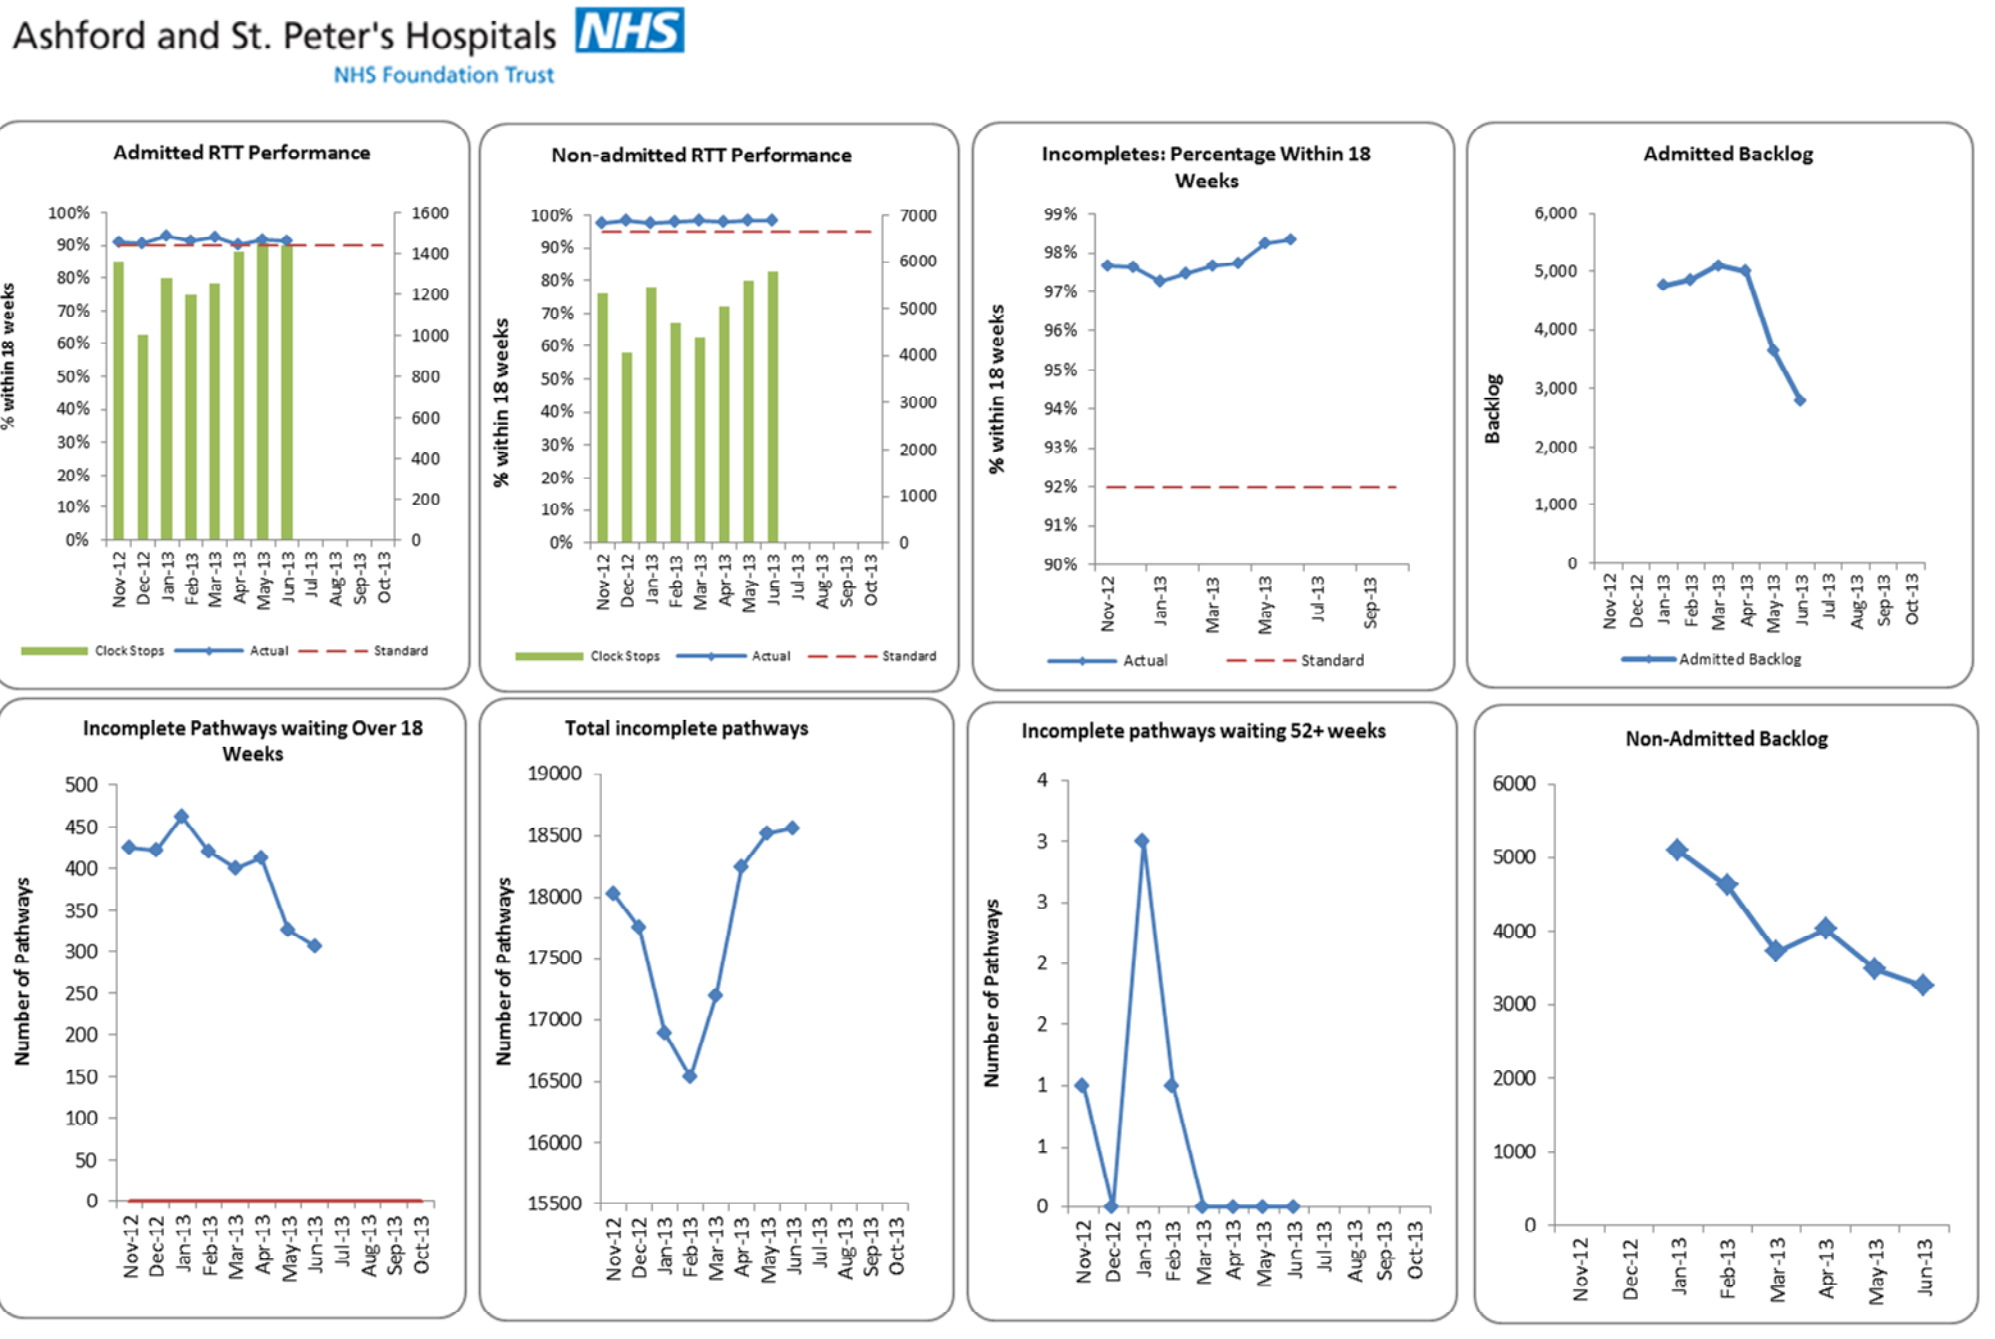 Ashford and St. Peter's Hospitals NHS
NHS Foundation Trust
Admitted RTT Performance
% within 18 weeks
100%
90%
80%
70%
60%
50%
40%
30%
20%
10%
0%
1600
1400
1200
1000
800
600
400
200
0
Nov-12
Dec-12
Jan-13
Feb-13
Mar-13
Apr-13
May-13
Jun-13
Jul-13
Aug-13
Sep-13
Oct-13
Clock Stops Actual Standard
Non-admitted RTT Performance
% within 18 weeks
100%
90%
80%
70%
60%
50%
40%
30%
20%
10%
0%
7000
6000
5000
4000
3000
2000
1000
0
Nov-12
Dec-12
Jan-13
Feb-13
Mar-13
Apr-13
May-13
Jun-13
Jul-13
Aug-13
Sep-13
Oct-13
Clock Stops Actual Standard
Incompletes: Percentage Within 18
Weeks
% within 18 weeks
99%
98%
97%
96%
95%
94%
93%
92%
91%
90%
Nov-12
Jan-13
Mar-13
May-13
Jul-13
Sep-13
Actual Standard
Admitted Backlog
Backlog
6,000
5,000
4,000
3,000
2,000
1,000
0
Nov-12
Dec-12
Jan-13
Feb-13
Mar-13
Apr-13
May-13
Jun-13
Jul-13
Aug-13
Sep-13
Oct-13
Admitted Backlog
Incomplete Pathways waiting Over 18
Weeks
Number of Pathways
500
450
400
350
300
250
200
150
100
50
0
Nov-12
Dec-12
Jan-13
Feb-13
Mar-13
Apr-13
May-13
Jun-13
Jul-13
Aug-13
Sep-13
Oct-13
Total incomplete pathways
Number of Pathways
19000
18500
18000
17500
17000
16500
16000
15500
Nov-12
Dec-12
Jan-13
Feb-13
Mar-13
Apr-13
May-13
Jun-13
Jul-13
Aug-13
Sep-13
Oct-13
Incomplete pathways waiting 52+ weeks
Number of Pathways
4
3
3
2
2
1
1
0
Nov-12
Dec-12
Jan-13
Feb-13
Mar-13
Apr-13
May-13
Jun-13
Jul-13
Aug-13
Sep-13
Oct-13
Non-Admitted Backlog
6000
5000
4000
3000
2000
1000
0
Nov-12
Dec-12
Jan-13
Feb-13
Mar-13
Apr-13
May-13
Jun-13